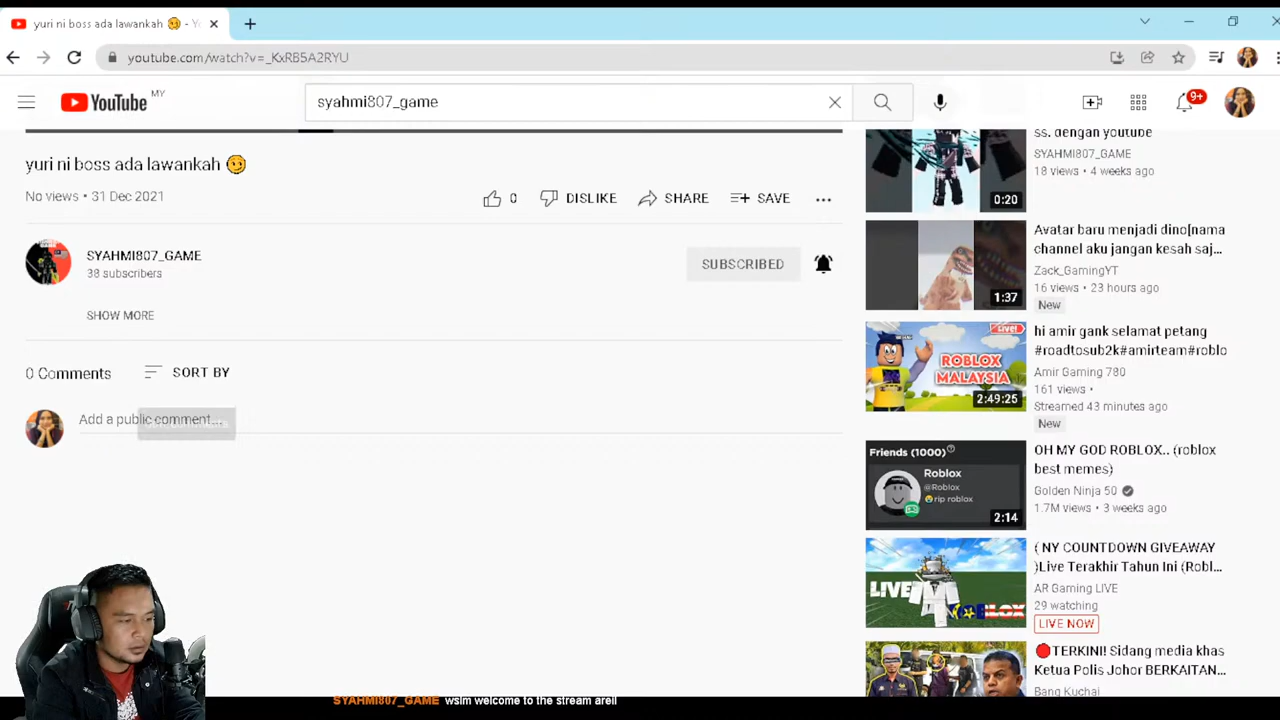 yuri ni boss ada lawankah 🤕 - Yo
youtube.com/watch?v=_KxRB5A2RYU
YouTube MY
syahmi807_game
9+
yuri ni boss ada lawankah
No views • 31 Dec 2021
0
DISLIKE
SHARE
SAVE
SYAHMI807_GAME
38 subscribers
SUBSCRIBED
SHOW MORE
0 Comments
SORT BY
Add a public comment...
ss. dengan youtube
SYAHMI807_GAME
18 views • 4 weeks ago
0:20
Avatar baru menjadi dino[nama
channel aku jangan kesah saj...
Zack_GamingYT
16 views • 23 hours ago
New
1:37
Live!
ROBLOX
MALAYSIA
2:49:25
hi amir gank selamat petang
#roadtosub2k#amirteam#roblo
Amir Gaming 780
161 views •
Streamed 43 minutes ago
New
Friends (1000)
Roblox
@Roblox
rip roblox
2:14
OH MY GOD ROBLOX.. (roblox
best memes)
Golden Ninja 50
1.7M views • 3 weeks ago
LIVE
ROBLOX
( NY COUNTDOWN GIVEAWAY
)Live Terakhir Tahun Ini (Robl...
AR Gaming LIVE
29 watching
LIVE NOW
TERKINI! Sidang media khas
Ketua Polis Johor BERKAITAN...
Bang Kuchai
SYAHMI807_GAME wslm welcome to the stream areil